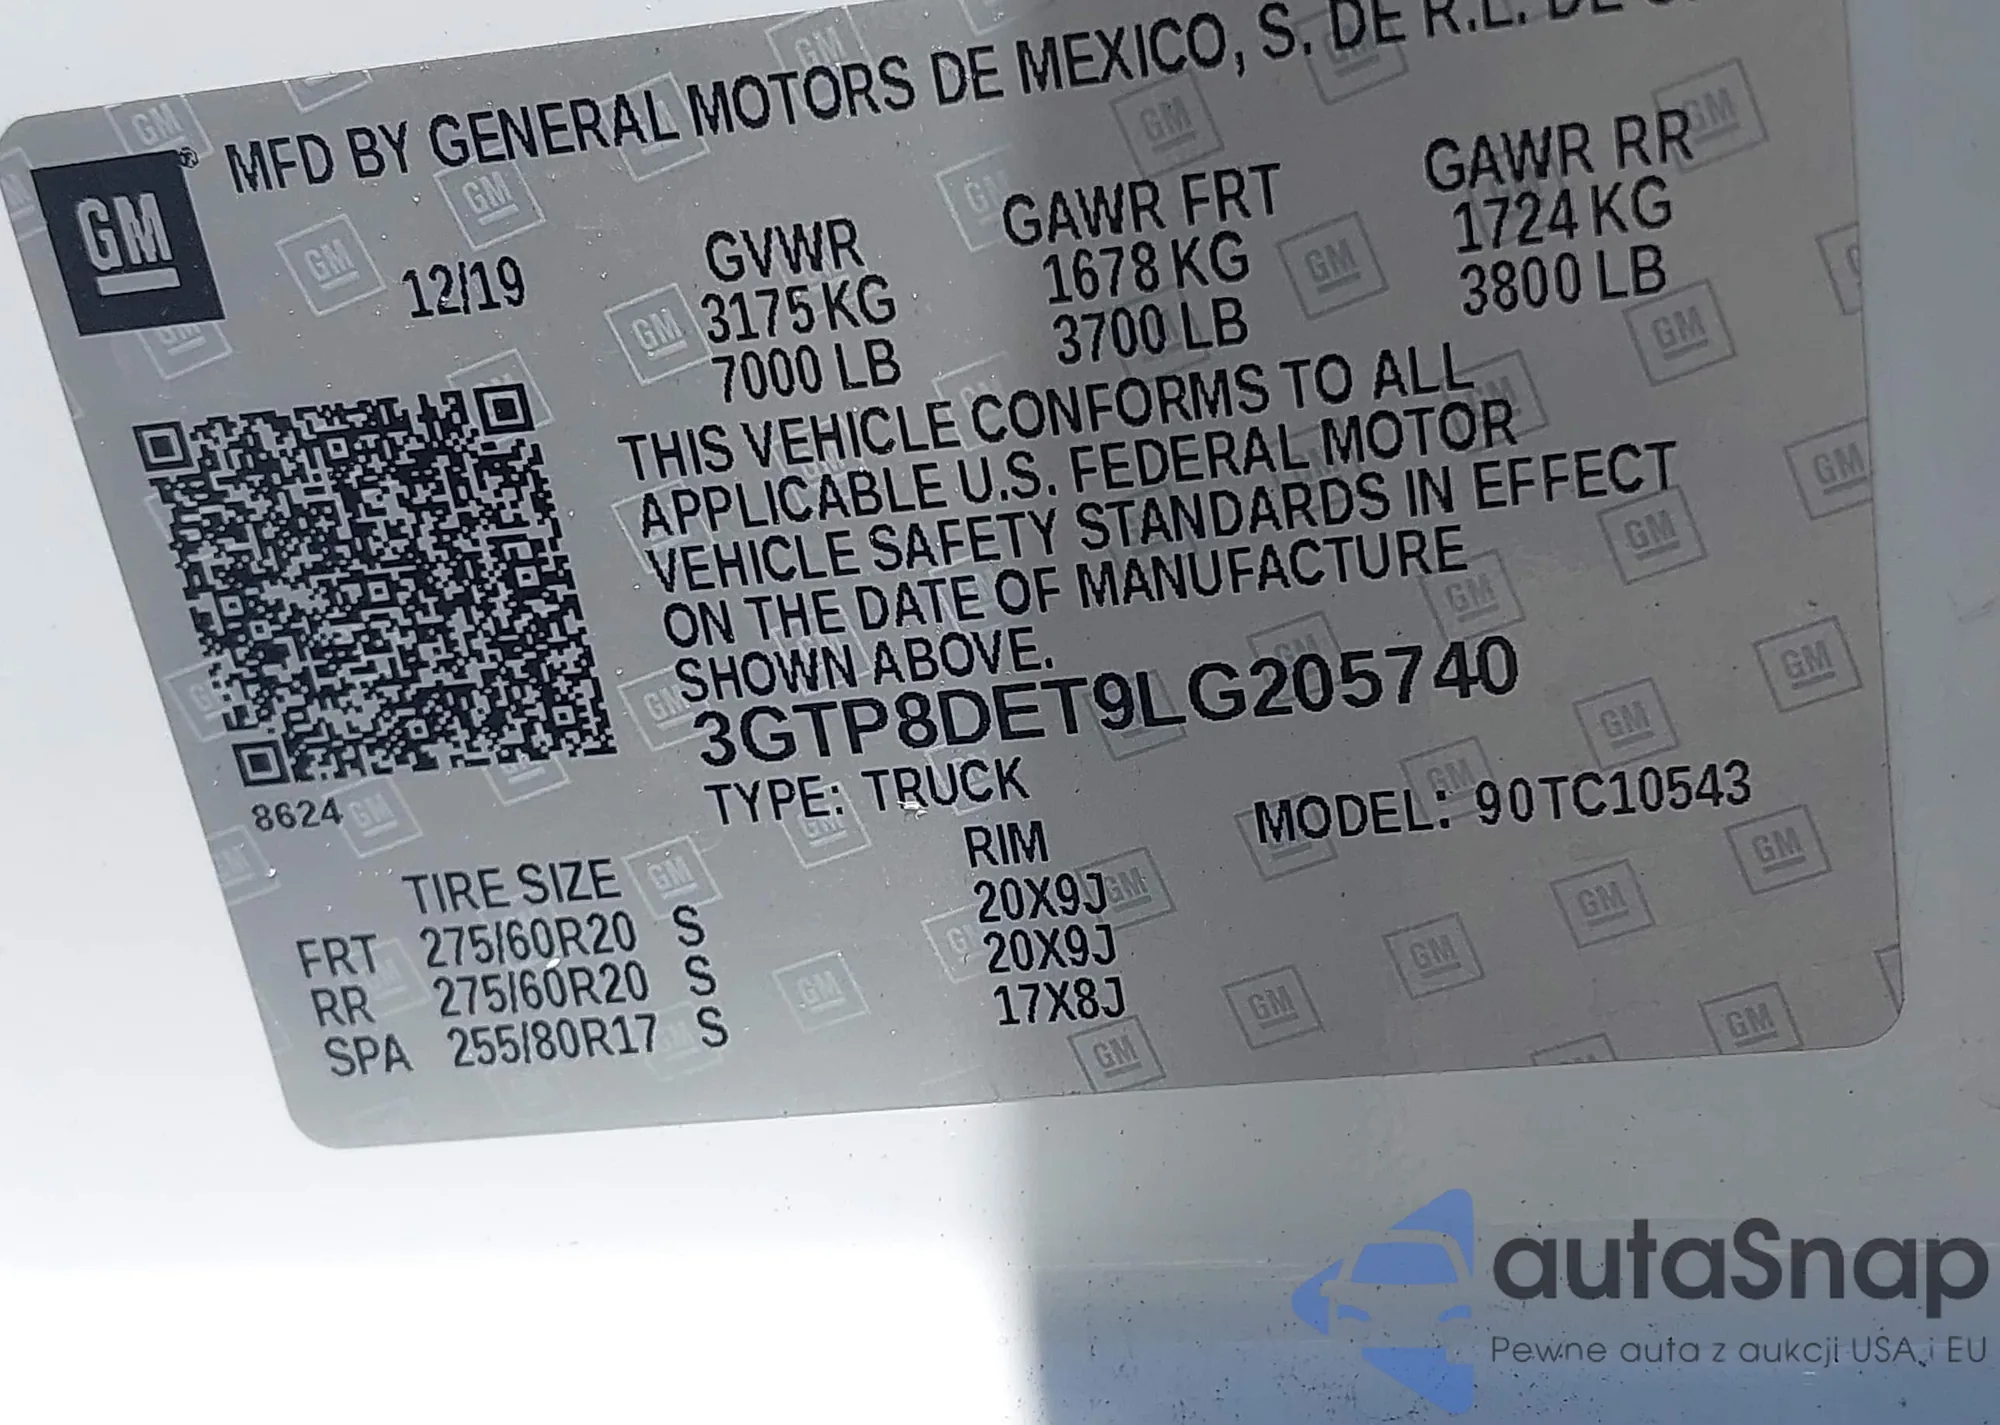 MFD BY GENERAL MOTORS DE MEXICO, S. DE R.L. DE
GM
12/19
GVWR
3175 KG
7000 LB
GAWR FRT
1678 KG
3700 LB
GAWR RR
1724 KG
3800 LB
THIS VEHICLE CONFORMS TO ALL
APPLICABLE U.S. FEDERAL MOTOR
VEHICLE SAFETY STANDARDS IN EFFECT
ON THE DATE OF MANUFACTURE
SHOWN ABOVE.
3GTP8DET9LG205740
TYPE: TRUCK
MODEL: 90TC10543
8624
TIRE SIZE RIM
FRT 275/60R20 S 20X9J
RR 275/60R20 S 20X9J
SPA 255/80R17 S 17X8J
autaSnap
Pewne auta z aukcji USA i EU